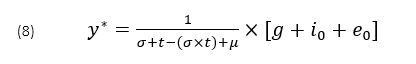 (8) y* = 1/(σ+t−(σ×t)+μ) × [g + i₀ + e₀]